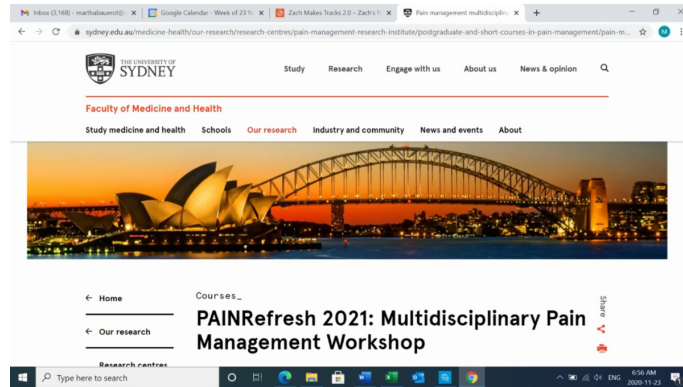 Inbox (3,168) - marthabauerot@
Google Calendar - Week of 23 N
Zach Makes Tracks 2.0 – Zach's
Pain management multidisciplin
sydney.edu.au/medicine-health/our-research/research-centres/pain-management-research-institute/postgraduate-and-short-courses-in-pain-management/pain-m...
M
THE UNIVERSITY OF
SYDNEY
Study Research Engage with us About us News & opinion
Faculty of Medicine and Health
Study medicine and health Schools Our research Industry and community News and events About
← Home
Courses_
Share
PAINRefresh 2021: Multidisciplinary Pain
Management Workshop
← Our research
Research centres
Type here to search
ENG
6:56 AM
2020-11-23